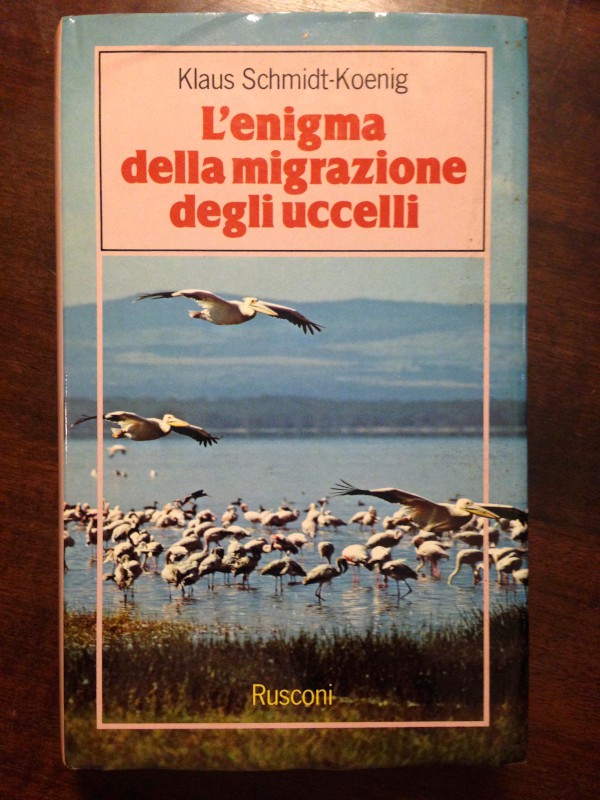 Klaus Schmidt-Koenig
L'enigma
della migrazione
degli uccelli
Rusconi